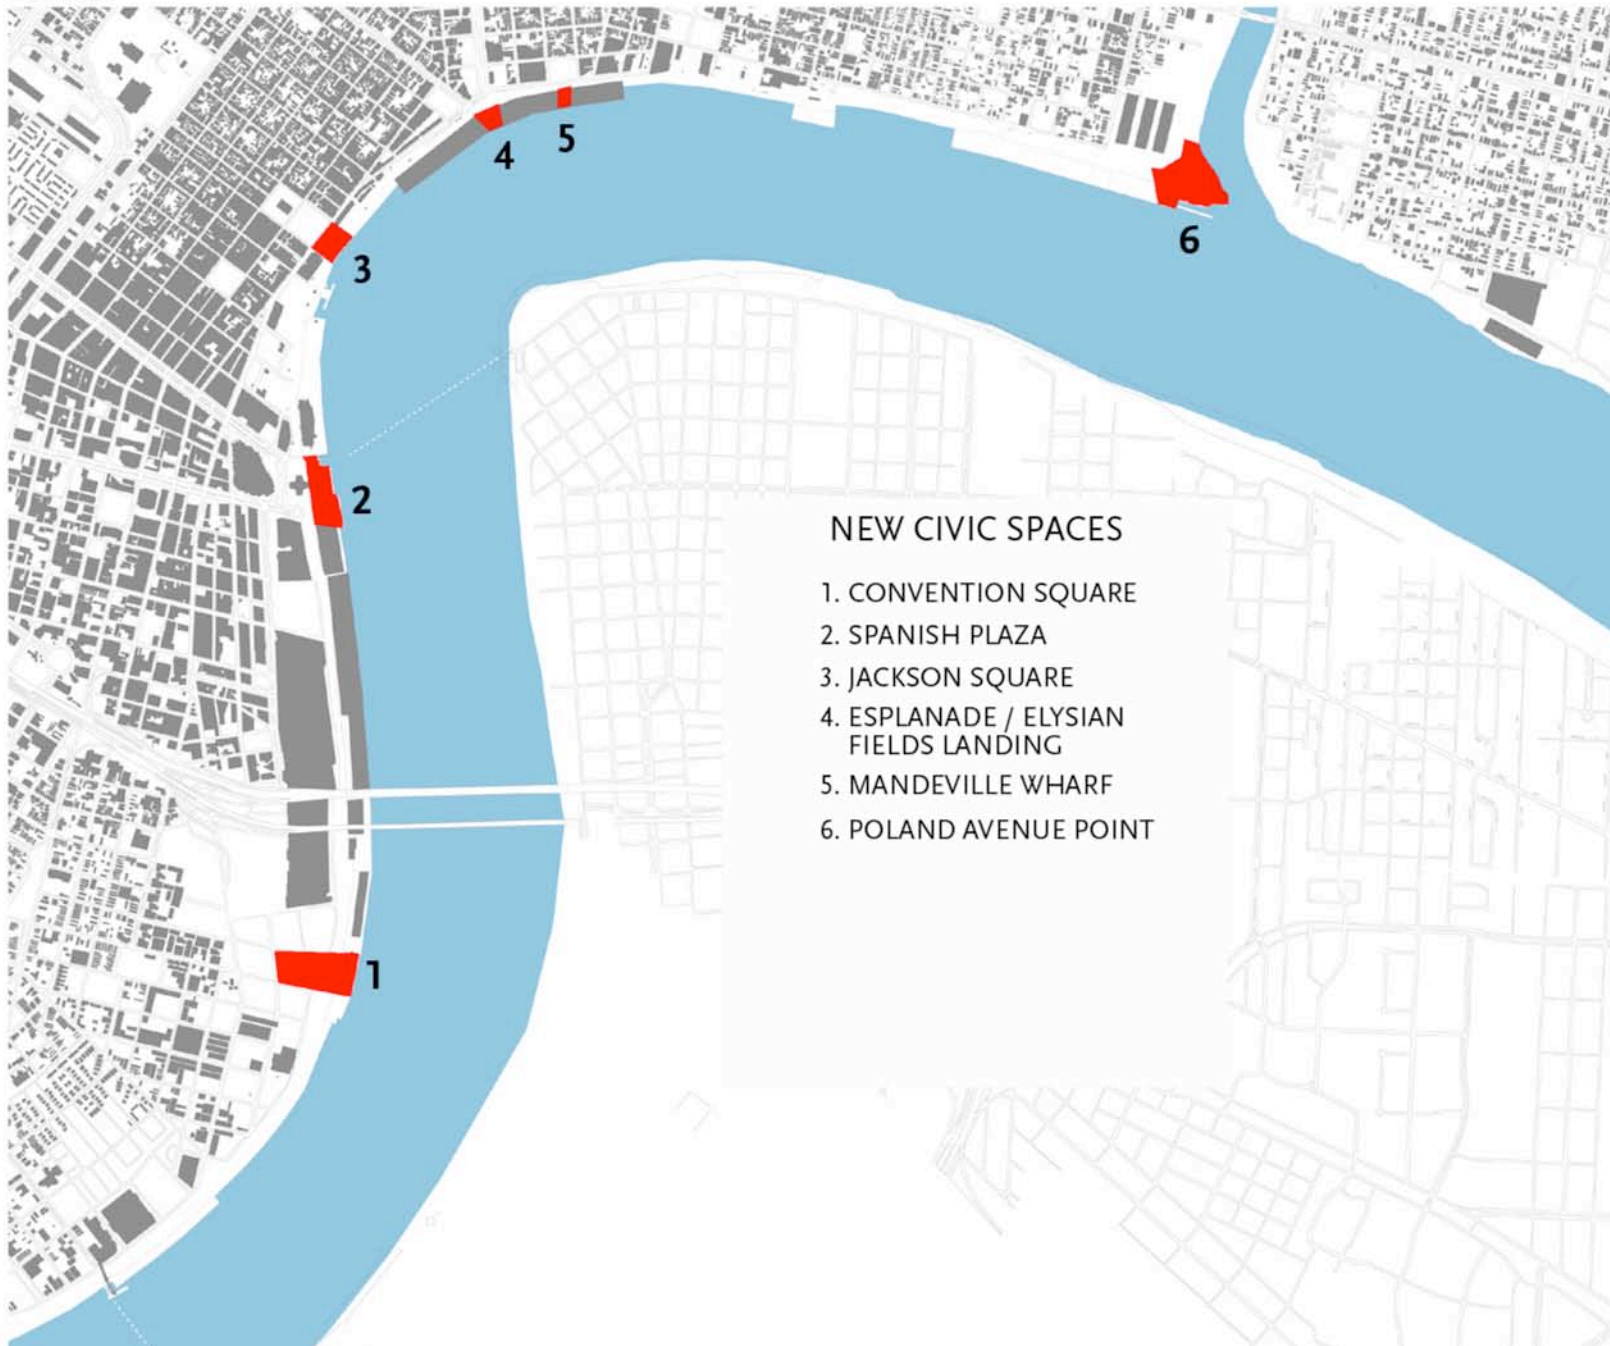 5
4
6
3
2
NEW CIVIC SPACES
1. CONVENTION SQUARE
2. SPANISH PLAZA
3. JACKSON SQUARE
4. ESPLANADE / ELYSIAN
FIELDS LANDING
5. MANDEVILLE WHARF
6. POLAND AVENUE POINT
1